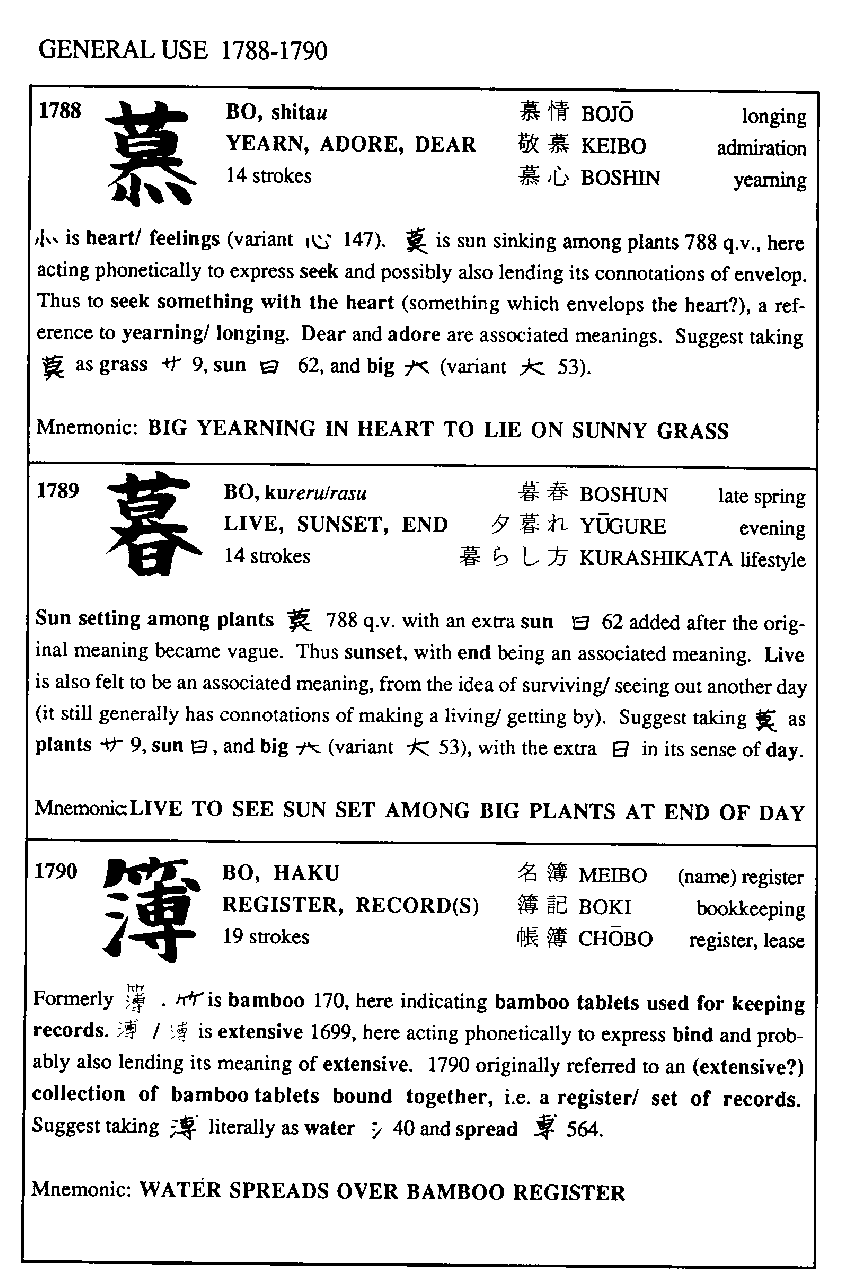 GENERAL USE 1788-1790
1788 慕 BO, shitau 慕情 BOJŌ longing
YEARN, ADORE, DEAR 敬慕 KEIBO admiration
14 strokes 慕心 BOSHIN yearning
⺗ is heart/ feelings (variant 心 147). 莫 is sun sinking among plants 788 q.v., here
acting phonetically to express seek and possibly also lending its connotations of envelop.
Thus to seek something with the heart (something which envelops the heart?), a ref-
erence to yearning/ longing. Dear and adore are associated meanings. Suggest taking
莫 as grass 艹 9, sun 日 62, and big 𠆢 (variant 大 53).
Mnemonic: BIG YEARNING IN HEART TO LIE ON SUNNY GRASS
1789 暮 BO, kureru/rasu 暮春 BOSHUN late spring
LIVE, SUNSET, END 夕暮れ YŪGURE evening
14 strokes 暮らし方 KURASHIKATA lifestyle
Sun setting among plants 莫 788 q.v. with an extra sun 日 62 added after the orig-
inal meaning became vague. Thus sunset, with end being an associated meaning. Live
is also felt to be an associated meaning, from the idea of surviving/ seeing out another day
(it still generally has connotations of making a living/ getting by). Suggest taking 莫 as
plants 艹 9, sun 日, and big 𠆢 (variant 大 53), with the extra 日 in its sense of day.
Mnemonic: LIVE TO SEE SUN SET AMONG BIG PLANTS AT END OF DAY
1790 簿 BO, HAKU 名簿 MEIBO (name) register
REGISTER, RECORD(S) 簿記 BOKI bookkeeping
19 strokes 帳簿 CHŌBO register, lease
Formerly 簿 . 竹 is bamboo 170, here indicating bamboo tablets used for keeping
records. 溥 / 溥 is extensive 1699, here acting phonetically to express bind and prob-
ably also lending its meaning of extensive. 1790 originally referred to an (extensive?)
collection of bamboo tablets bound together, i.e. a register/ set of records.
Suggest taking 溥 literally as water 氵 40 and spread 尃 564.
Mnemonic: WATER SPREADS OVER BAMBOO REGISTER